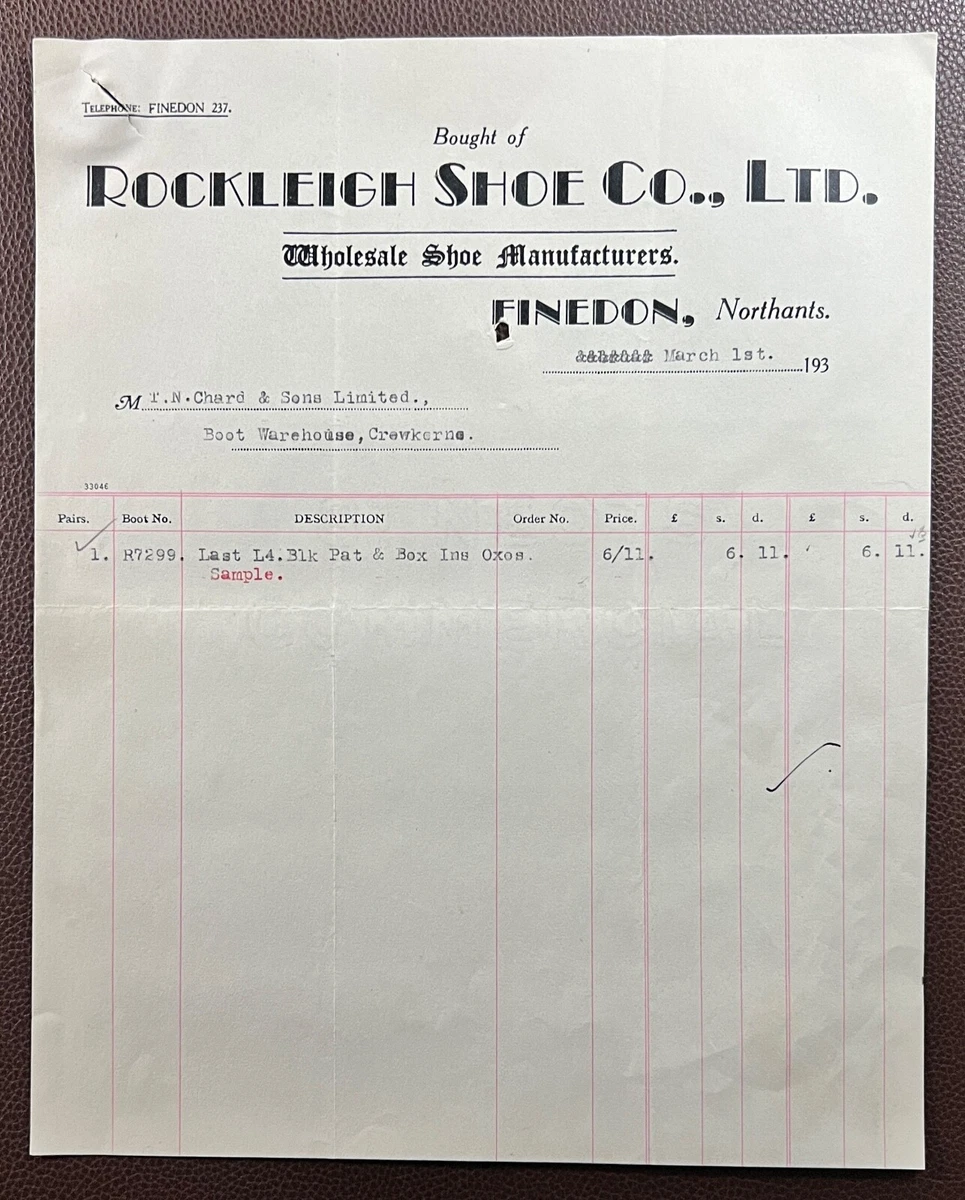 TELEPHONE: FINEDON 237.
Bought of
ROCKLEIGH SHOE CO., LTD.
Wholesale Shoe Manufacturers.
FINEDON, Northants.
March 1st. 193
M T.N.Chard & Sons Limited.,
Boot Warehouse, Crewkerne.
33046
Pairs. Boot No. DESCRIPTION Order No. Price. £ s. d. £ s. d.
1. R7299. Last L4.Blk Pat & Box Ins Oxos. 6/11. 6. 11. 6. 11.
Sample.